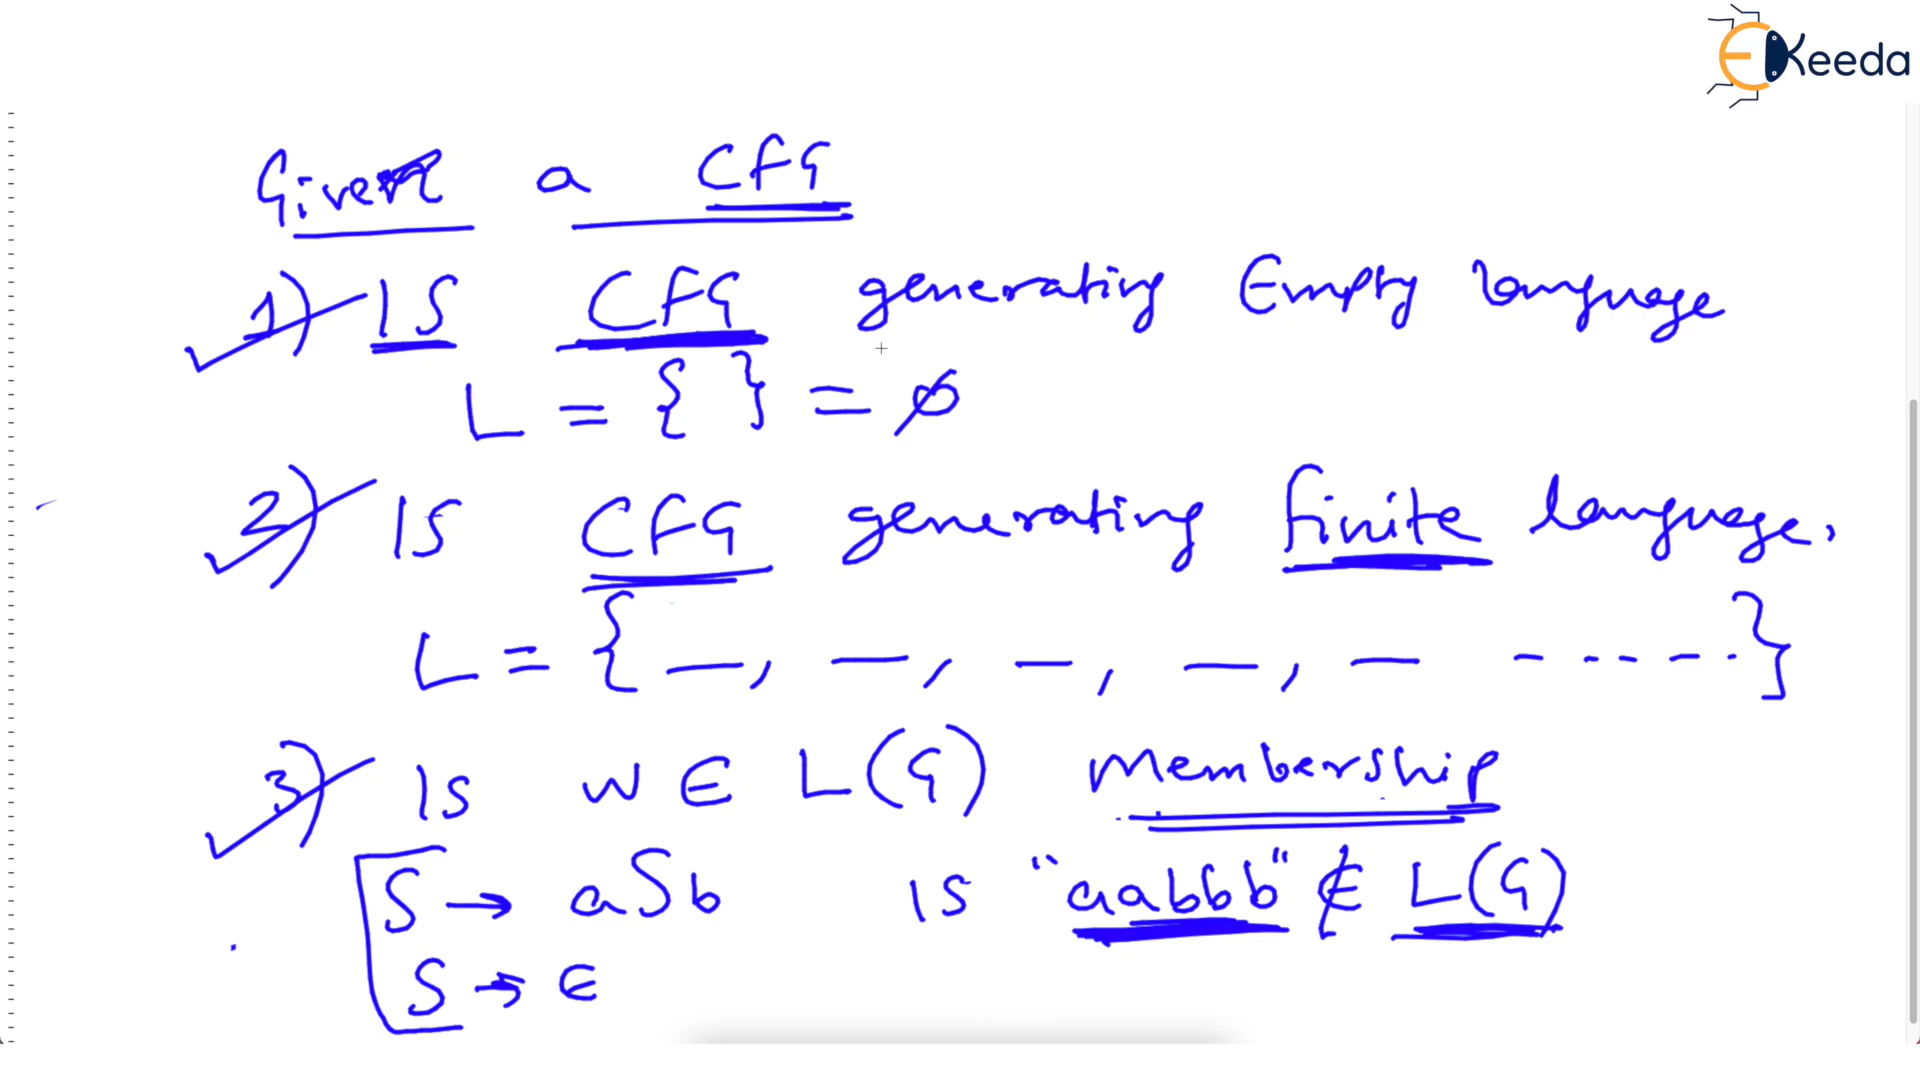 EKeeda
Given a CFG
1) IS CFG generating Empty language
L = { } = ∅
2) IS CFG generating finite language,
L = { —, —, —, —, — - ----- }
3) Is W ∈ L(G) Membership
S → aSb IS "aabbb" ∉ L(G)
S → ∈